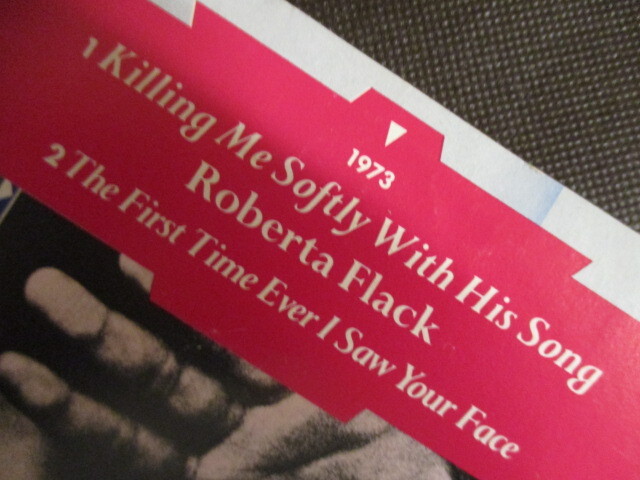 1973
1 Killing Me Softly With His Song
Roberta Flack
2 The First Time Ever I Saw Your Face